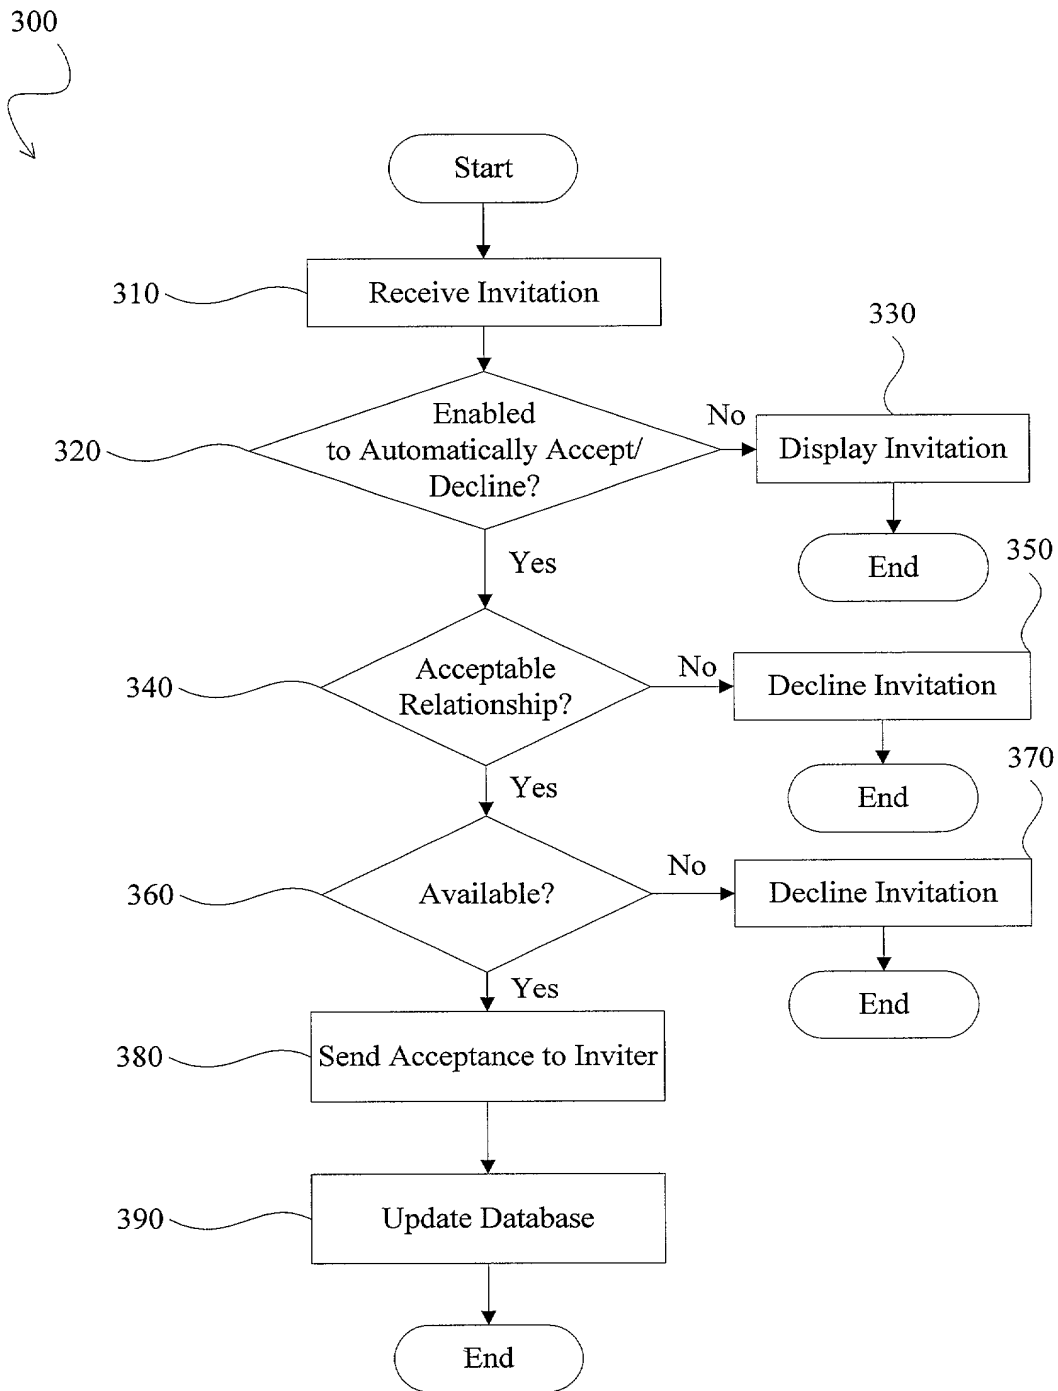 300
Start
310
Receive Invitation
330
320
Enabled
to Automatically Accept/
Decline?
No
Display Invitation
End
Yes
350
340
Acceptable
Relationship?
No
Decline Invitation
End
Yes
370
360
Available?
No
Decline Invitation
End
Yes
380
Send Acceptance to Inviter
390
Update Database
End